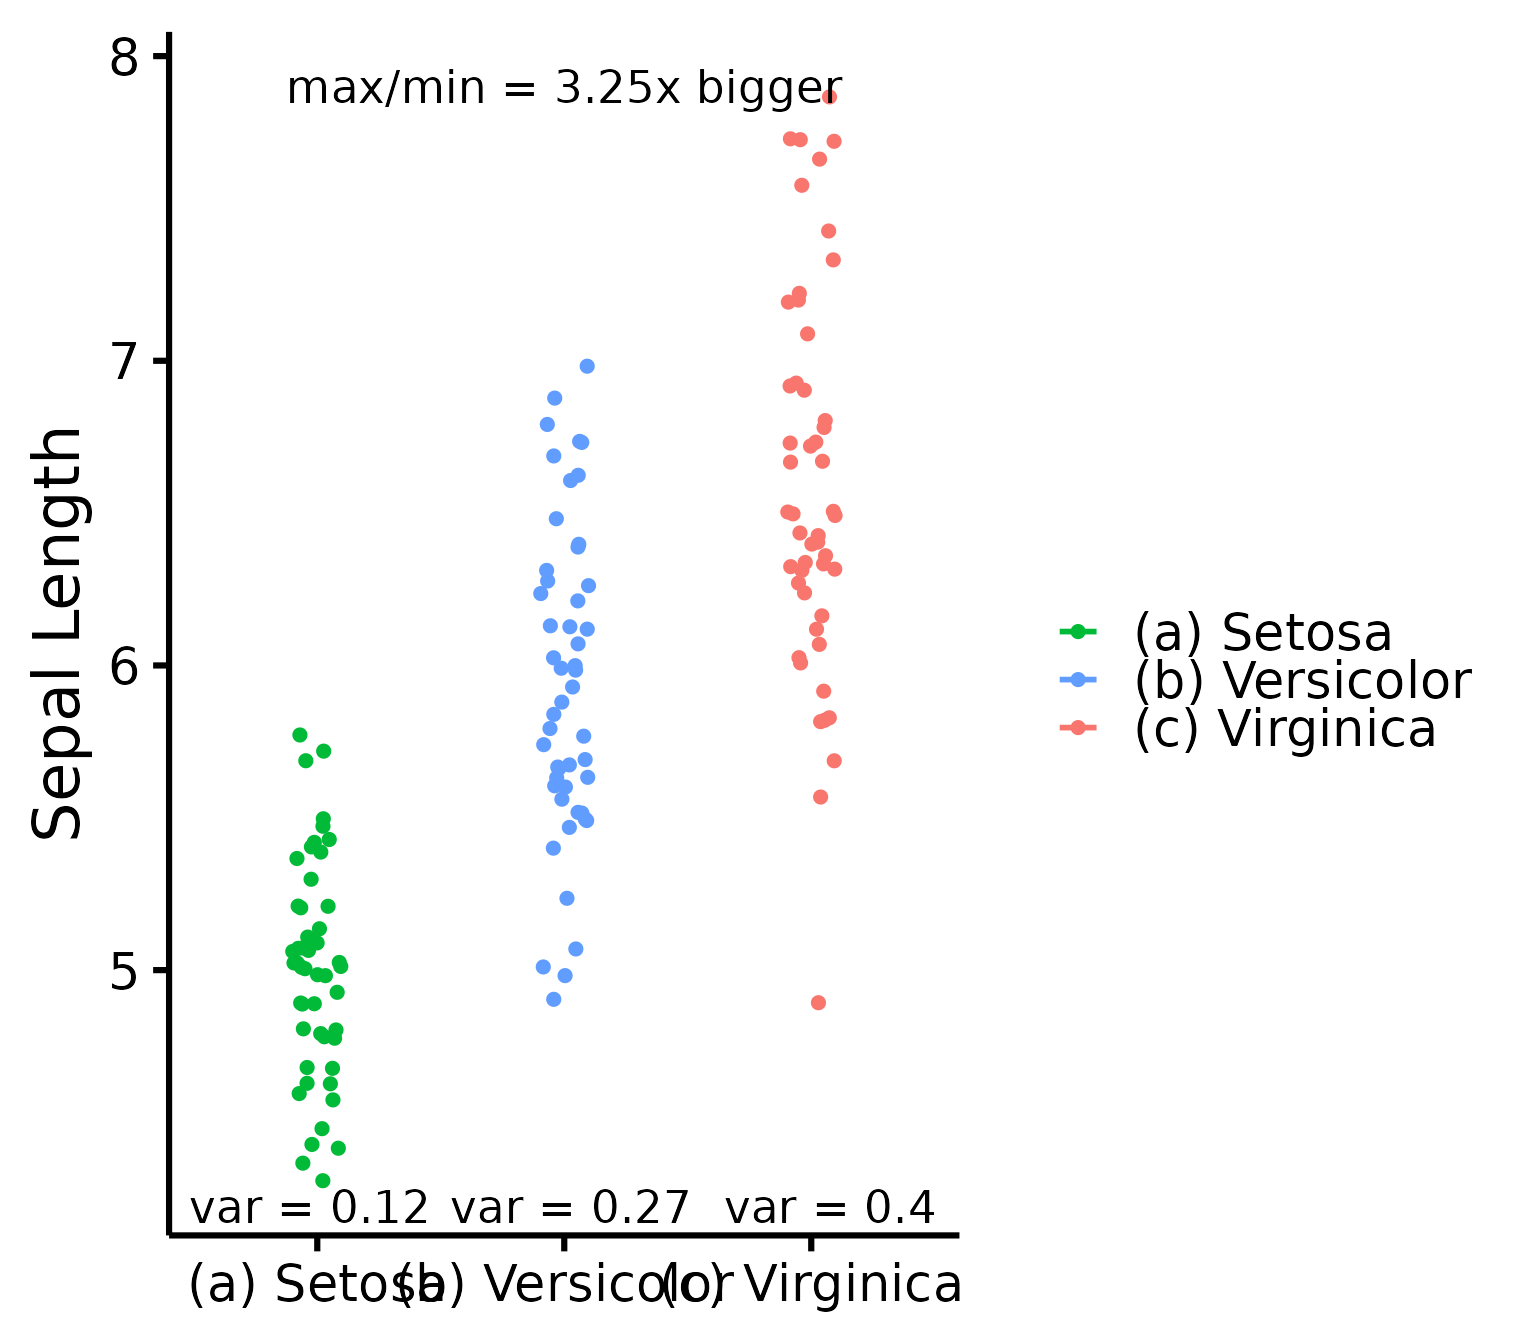 8
max/min = 3.25x bigger
7
6
5
Sepal Length
var = 0.12
var = 0.27
var = 0.4
(a) Setosa
(b) Versicolor
(c) Virginica
(a) Setosa
(b) Versicolor
(c) Virginica